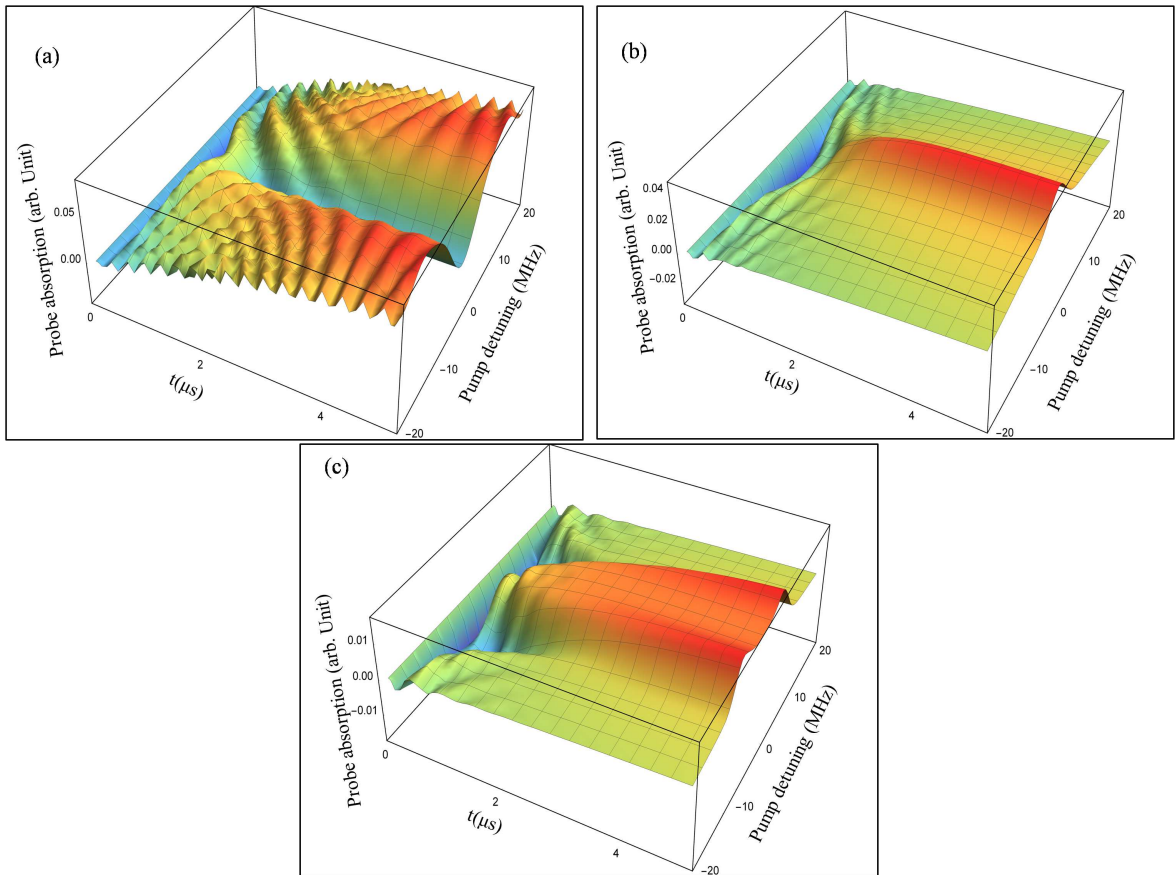 (a)
Probe absorption (arb. Unit)
0.05
0.00
0
2
4
t(μs)
−20
−10
0
10
20
Pump detuning (MHz)
(b)
Probe absorption (arb. Unit)
0.04
0.02
0.00
−0.02
0
2
4
t(μs)
−20
−10
0
10
20
Pump detuning (MHz)
(c)
Probe absorption (arb. Unit)
0.01
0.00
−0.01
0
2
4
t(μs)
−20
−10
0
10
20
Pump detuning (MHz)